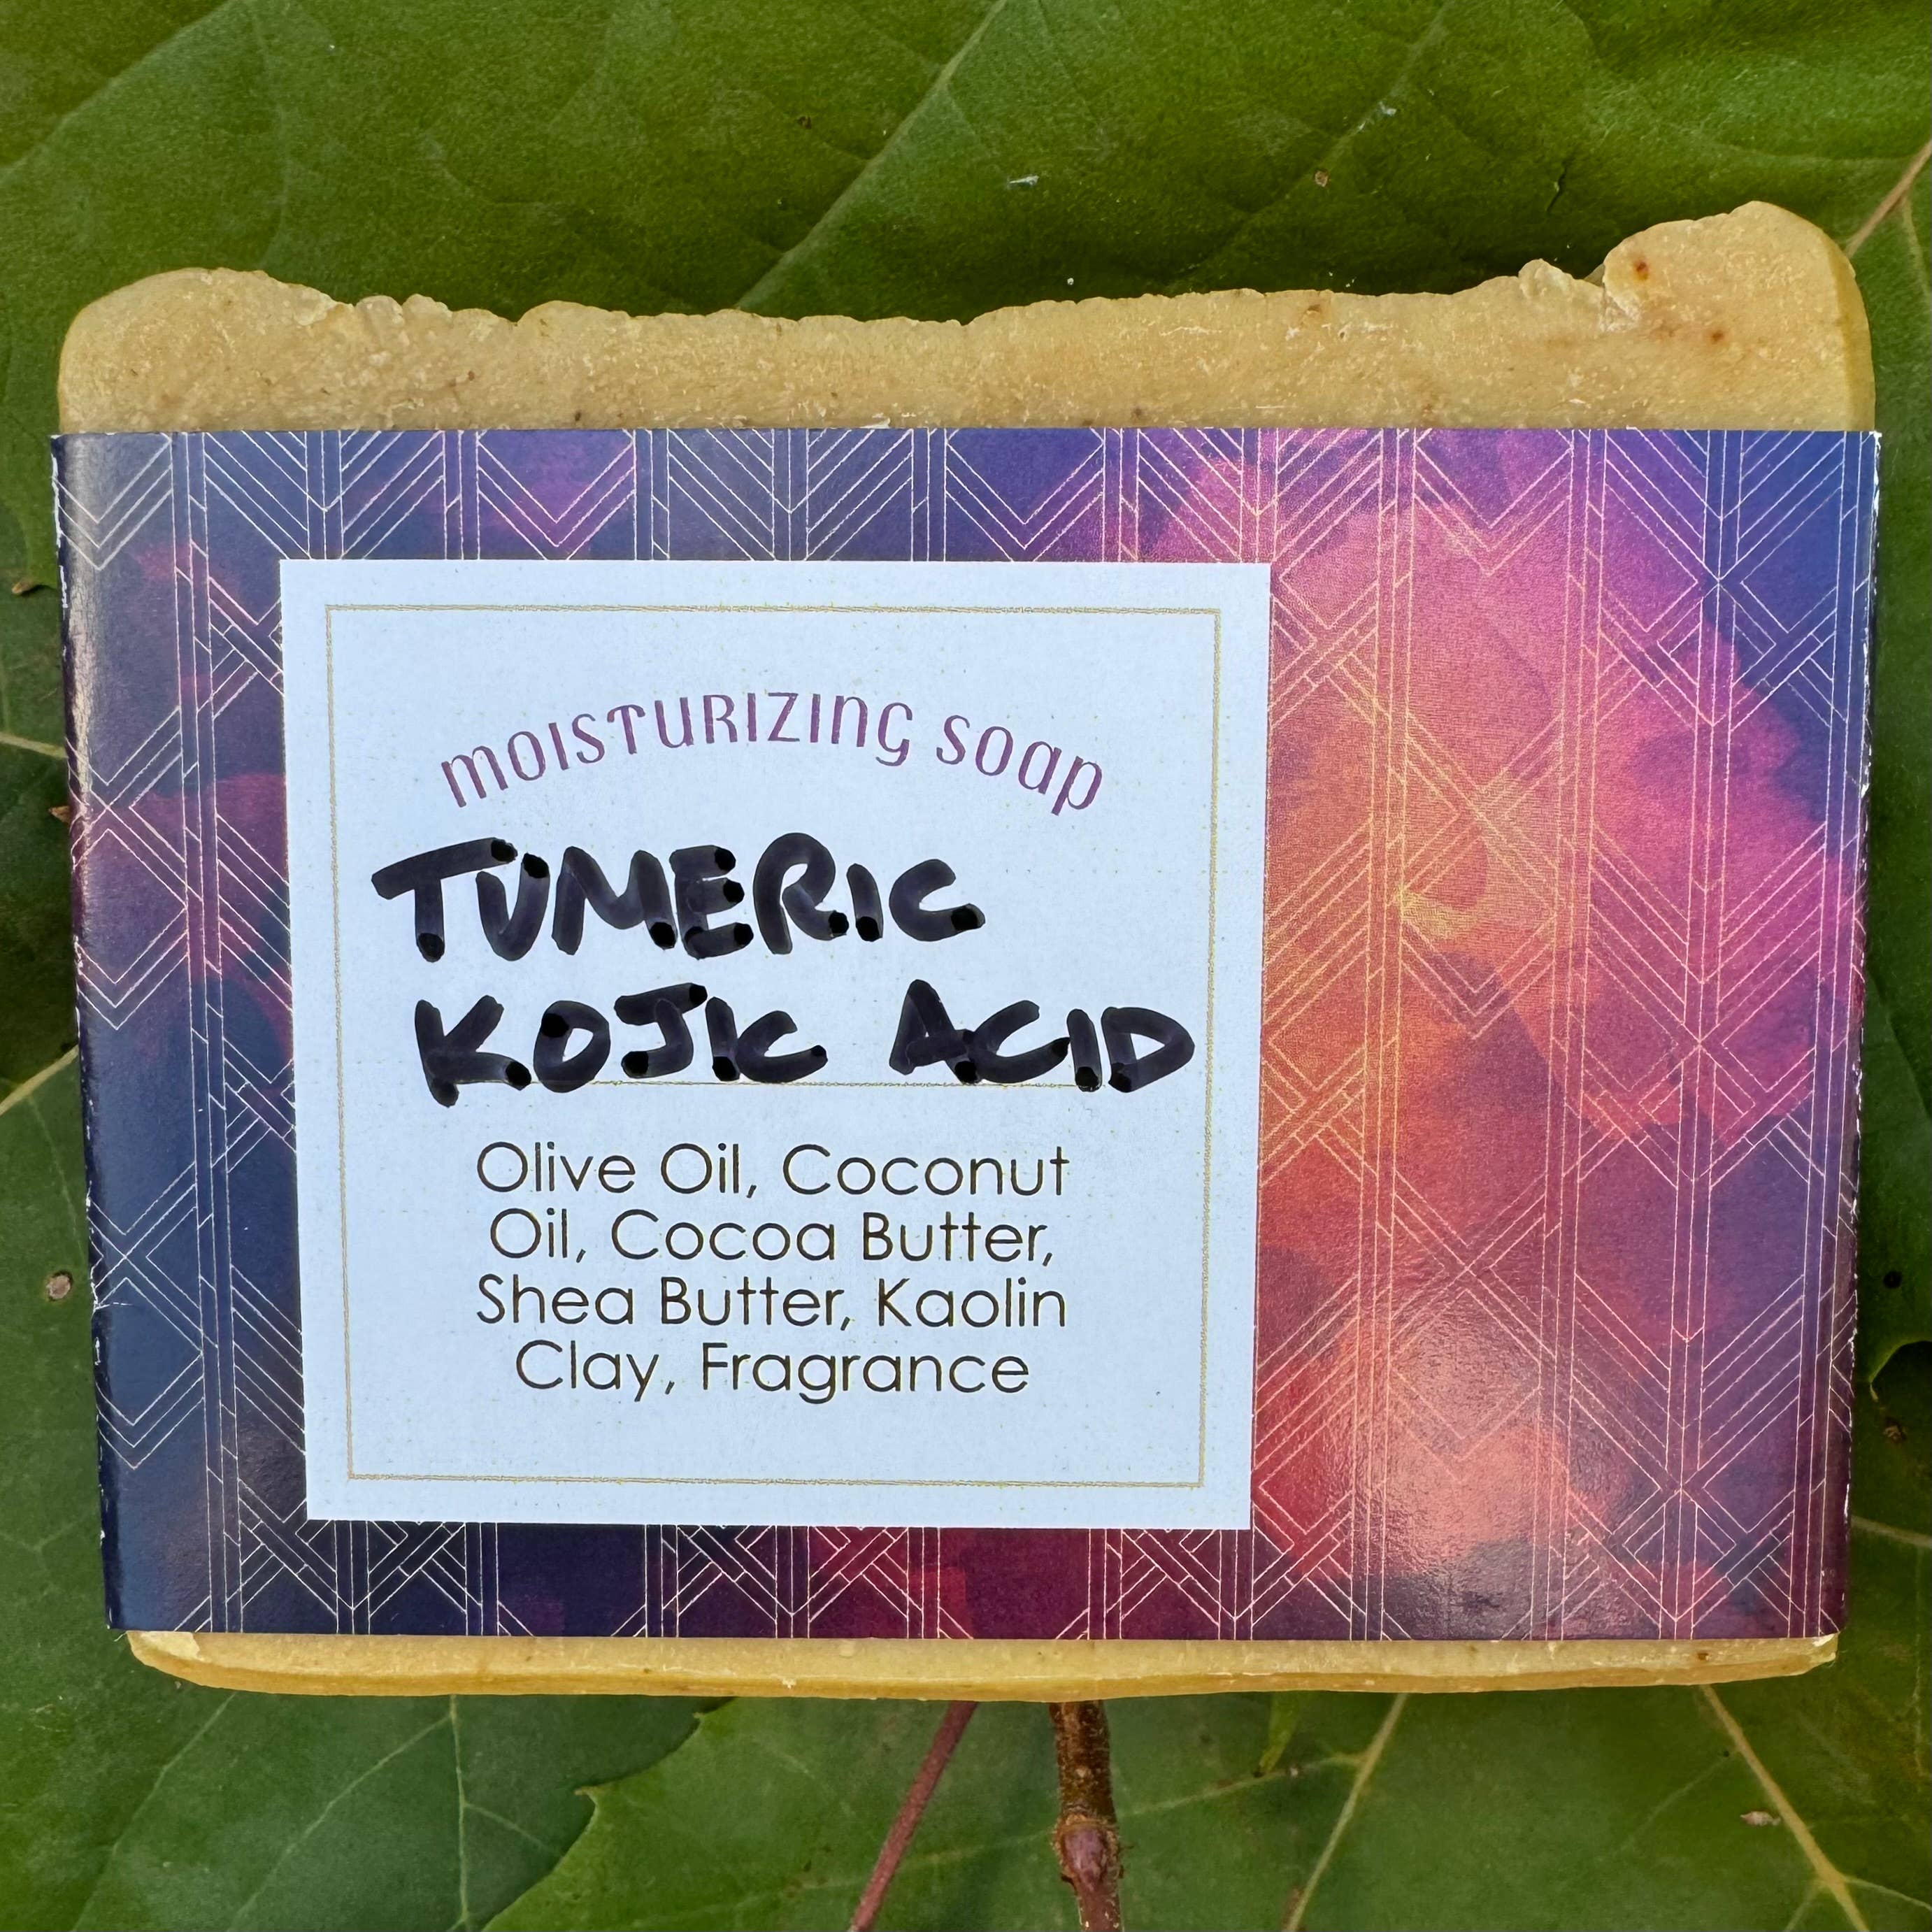 moisturizing soap
TUMERIC
KOJIC ACID
Olive Oil, Coconut
Oil, Cocoa Butter,
Shea Butter, Kaolin
Clay, Fragrance